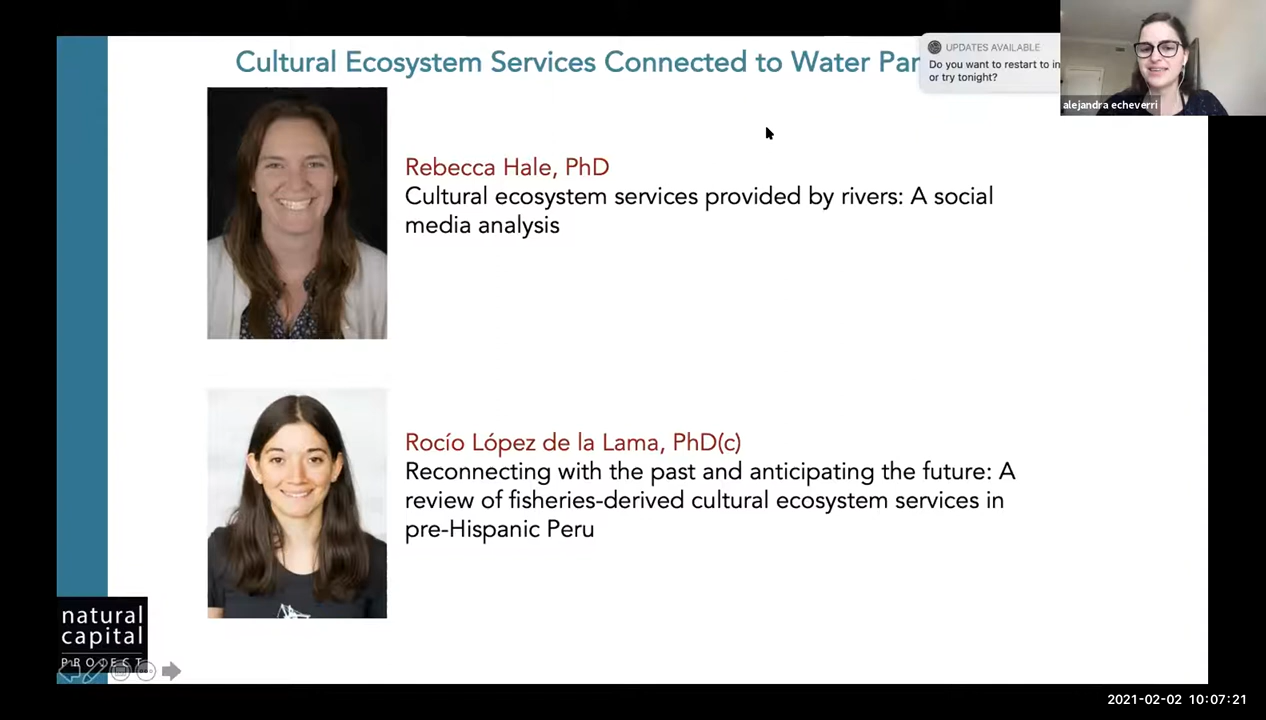 Cultural Ecosystem Services Connected to Water Pan
UPDATES AVAILABLE
Do you want to restart to in
or try tonight?
alejandra echeverri
Rebecca Hale, PhD
Cultural ecosystem services provided by rivers: A social
media analysis
Rocío López de la Lama, PhD(c)
Reconnecting with the past and anticipating the future: A
review of fisheries-derived cultural ecosystem services in
pre-Hispanic Peru
natural
capital
PROJECT
2021-02-02 10:07:21